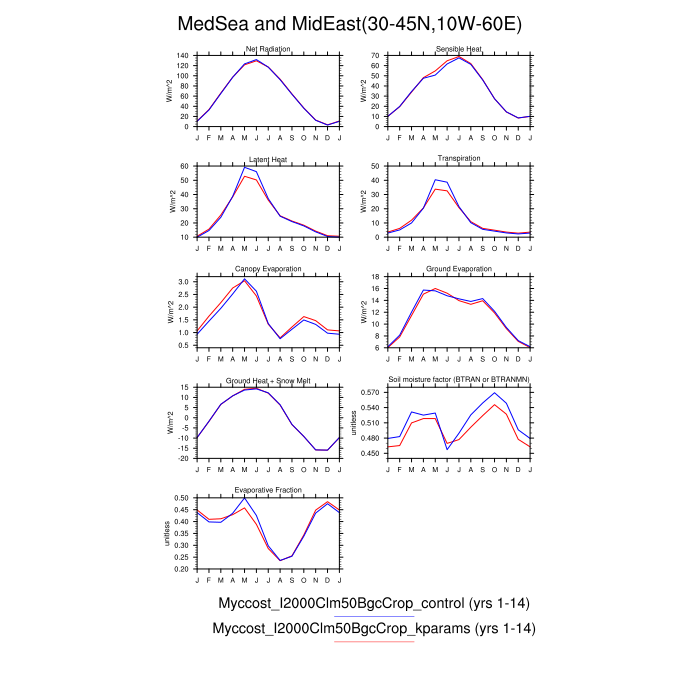 MedSea and MidEast(30-45N,10W-60E)
Net Radiation
W/m^2
140
120
100
80
60
40
20
0
J F M A M J J A S O N D J
Sensible Heat
W/m^2
70
60
50
40
30
20
10
0
J F M A M J J A S O N D J
Latent Heat
W/m^2
60
50
40
30
20
10
J F M A M J J A S O N D J
Transpiration
W/m^2
50
40
30
20
10
0
J F M A M J J A S O N D J
Canopy Evaporation
W/m^2
3.0
2.5
2.0
1.5
1.0
0.5
J F M A M J J A S O N D J
Ground Evaporation
W/m^2
18
16
14
12
10
8
6
J F M A M J J A S O N D J
Ground Heat + Snow Melt
W/m^2
15
10
5
0
-5
-10
-15
-20
J F M A M J J A S O N D J
Soil moisture factor (BTRAN or BTRANMN)
unitless
0.570
0.540
0.510
0.480
0.450
J F M A M J J A S O N D J
Evaporative Fraction
unitless
0.50
0.45
0.40
0.35
0.30
0.25
0.20
J F M A M J J A S O N D J
Myccost_I2000Clm50BgcCrop_control (yrs 1-14)
Myccost_I2000Clm50BgcCrop_kparams (yrs 1-14)